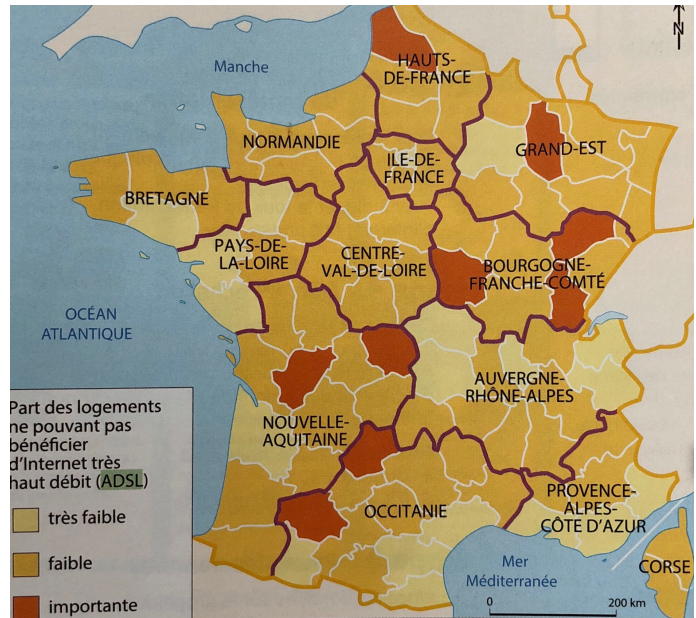 N
Manche
HAUTS-
DE-FRANCE
NORMANDIE
ILE-DE-
FRANCE
GRAND-EST
BRETAGNE
PAYS-DE-
LA-LOIRE
CENTRE-
VAL-DE-LOIRE
BOURGOGNE-
FRANCHE-COMTÉ
OCÉAN
ATLANTIQUE
AUVERGNE-
RHÔNE-ALPES
NOUVELLE-
AQUITAINE
OCCITANIE
PROVENCE-
ALPES-
CÔTE D'AZUR
CORSE
Mer
Méditerranée
0 200 km
Part des logements
ne pouvant pas
bénéficier
d'Internet très
haut débit (ADSL)
très faible
faible
importante